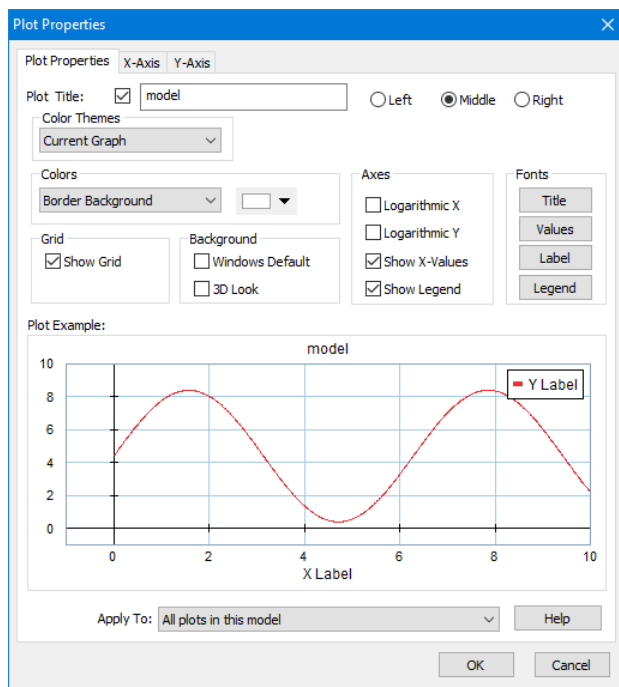 Plot Properties
Plot Properties X-Axis Y-Axis
Plot Title: model Left Middle Right
Color Themes
Current Graph
Colors Axes Fonts
Border Background Logarithmic X Title
Logarithmic Y Values
Grid Background
Show Grid Windows Default Show X-Values Label
3D Look Show Legend Legend
Plot Example:
model
10
Y Label
8
6
4
2
0
0 2 4 6 8 10
X Label
Apply To: All plots in this model Help
OK Cancel